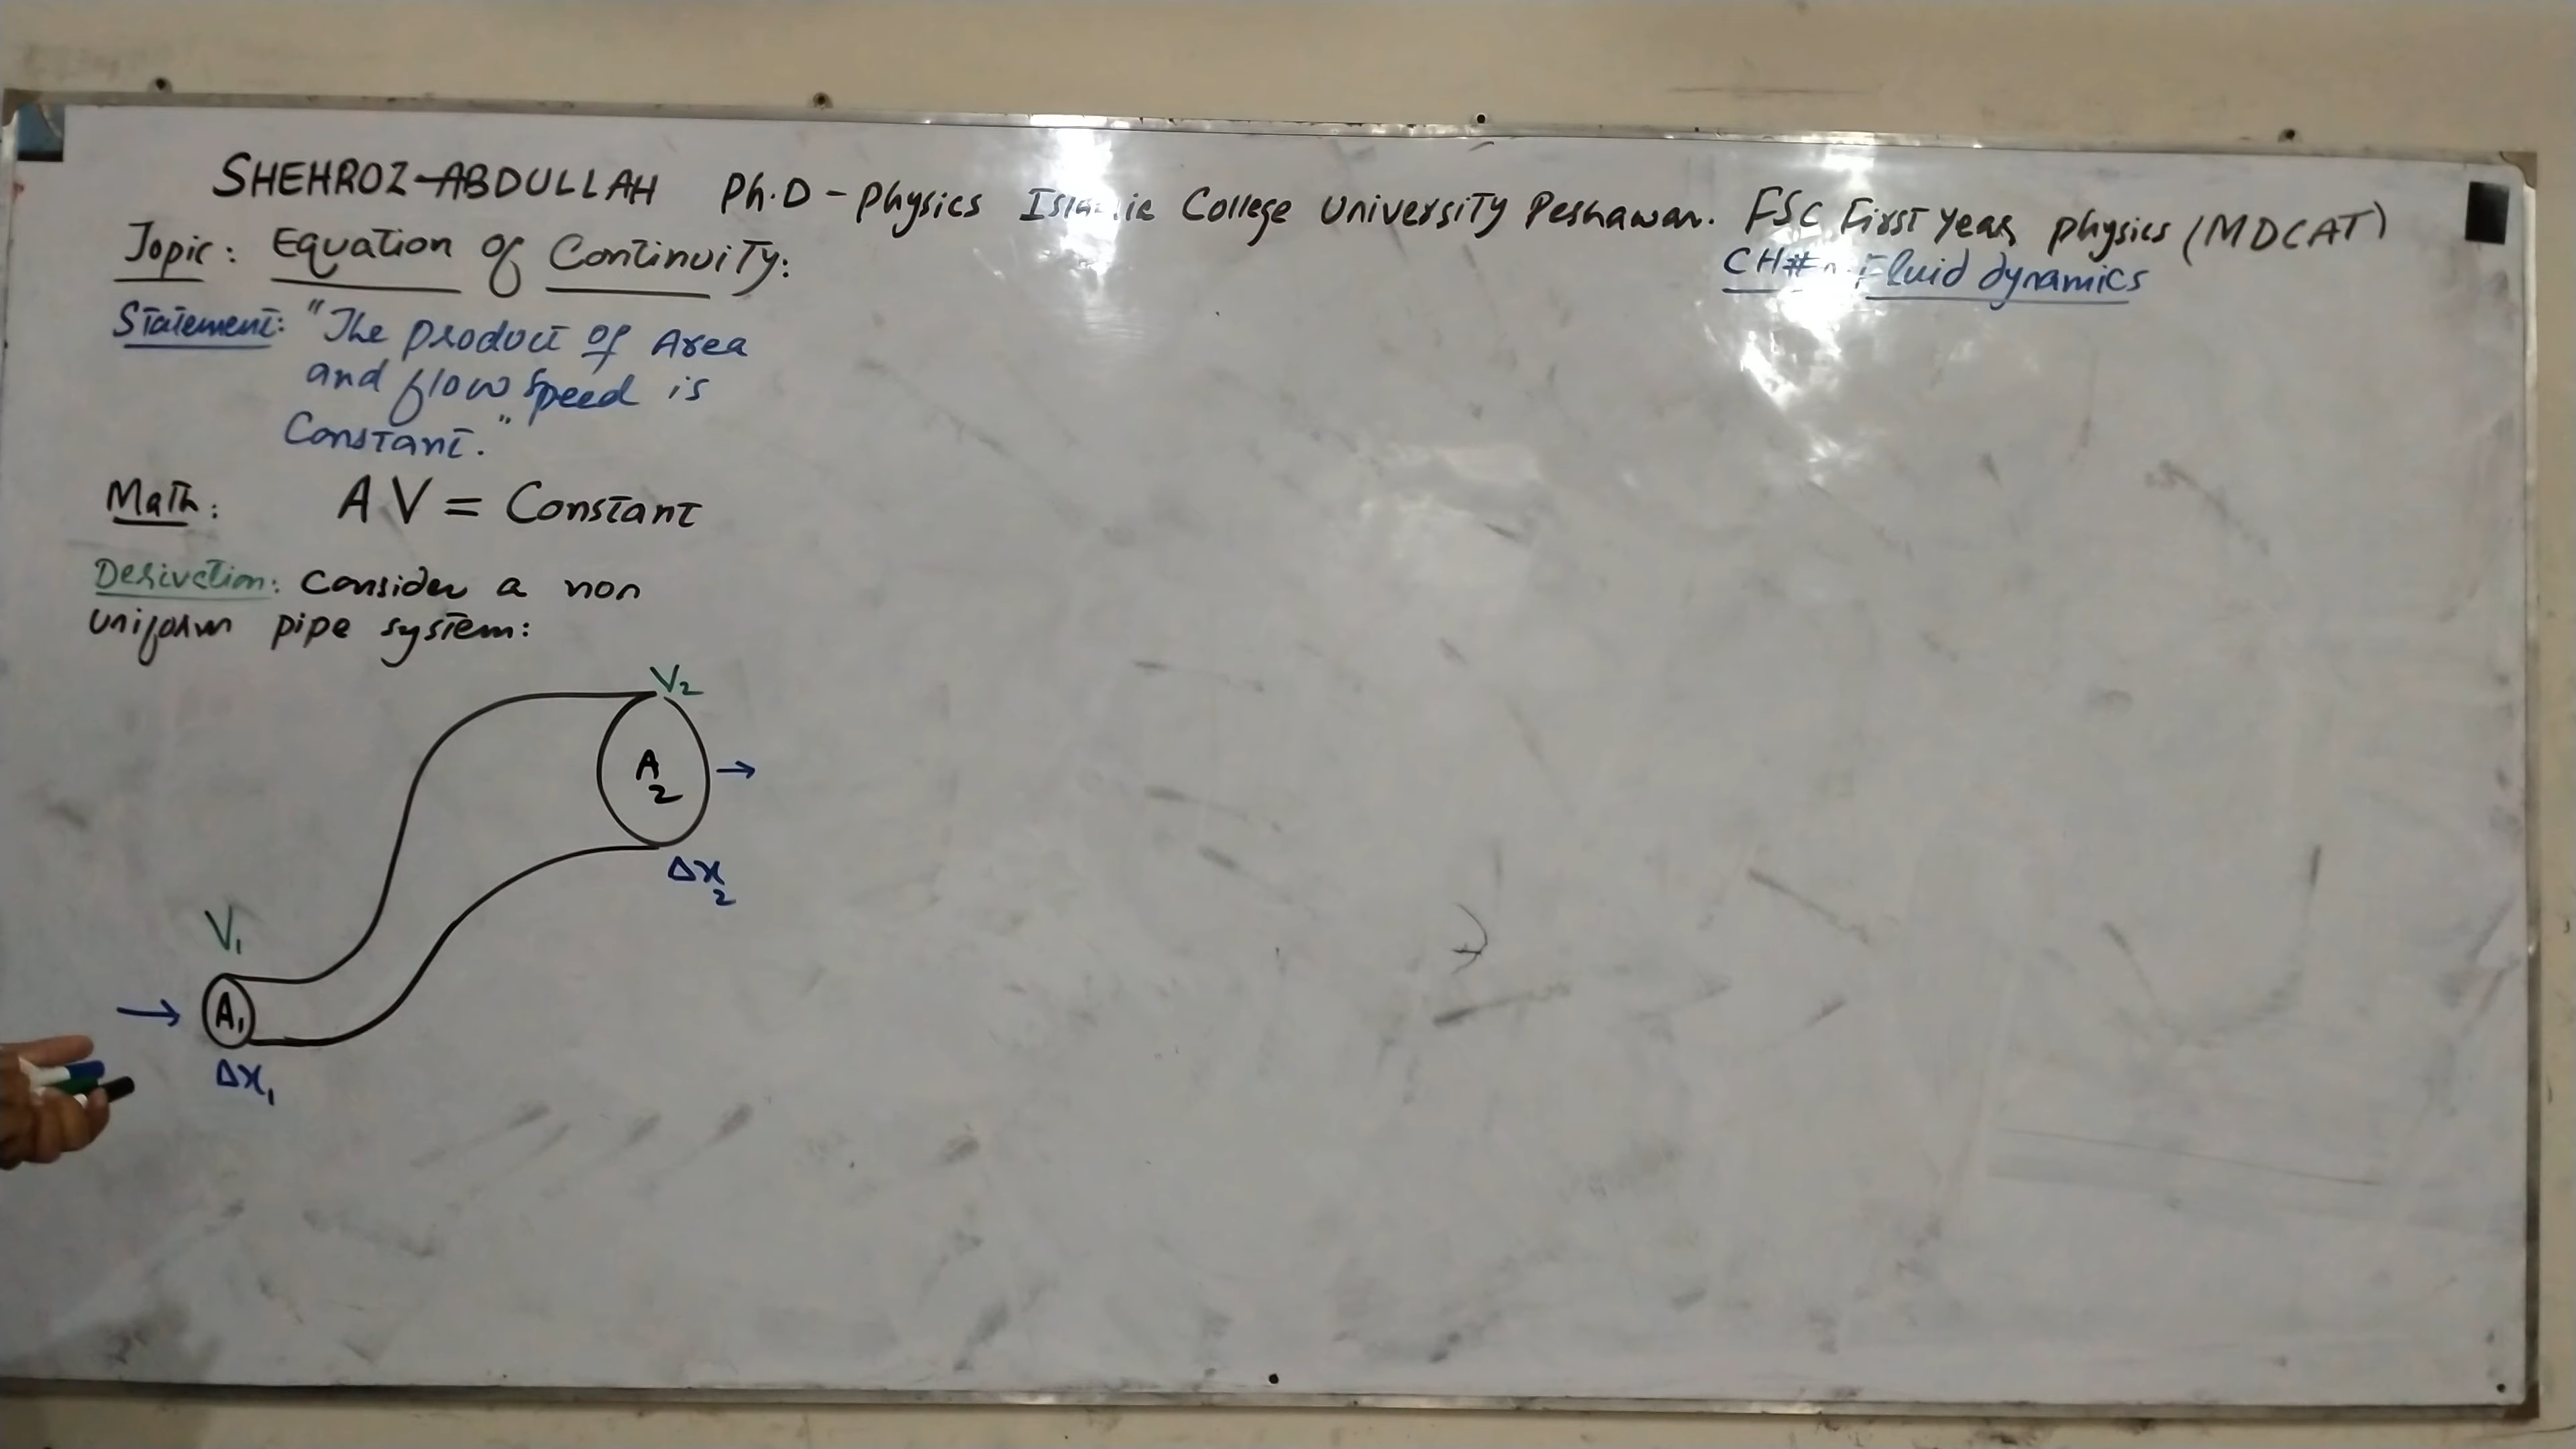 SHEHROZ-ABDULLAH Ph.D - Physics Islamic College University Peshawar. FSC First Year Physics (MDCAT)
CH# Fluid dynamics
Topic: Equation of Continuity:
Statement: "The product of Area
and flow speed is
Constant."
Math: A V = Constant
Derivation: Consider a non
uniform pipe system:
V2
A2
Δx2
V1
A1
Δx1